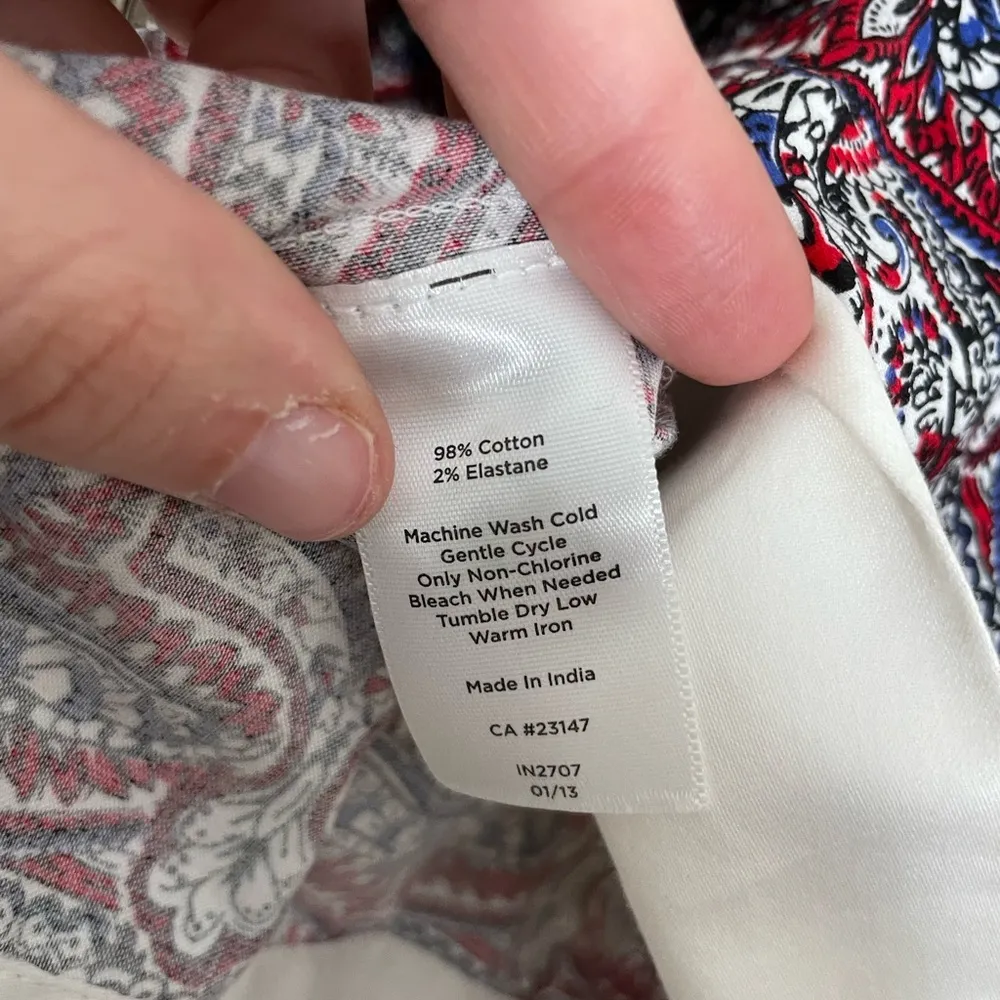 98% Cotton
2% Elastane
Machine Wash Cold
Gentle Cycle
Only Non-Chlorine
Bleach When Needed
Tumble Dry Low
Warm Iron
Made In India
CA #23147
IN2707
01/13